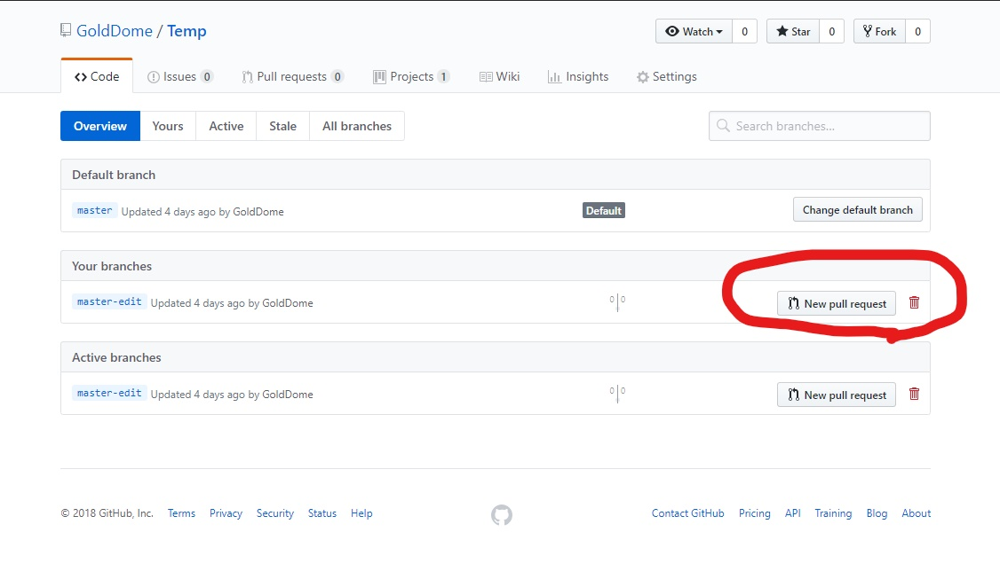 GoldDome / Temp
Watch 0 Star 0 Fork 0
Code Issues 0 Pull requests 0 Projects 1 Wiki Insights Settings
Overview Yours Active Stale All branches Search branches...
Default branch
master Updated 4 days ago by GoldDome Default Change default branch
Your branches
master-edit Updated 4 days ago by GoldDome 0 0 New pull request
Active branches
master-edit Updated 4 days ago by GoldDome 0 0 New pull request
© 2018 GitHub, Inc. Terms Privacy Security Status Help Contact GitHub Pricing API Training Blog About